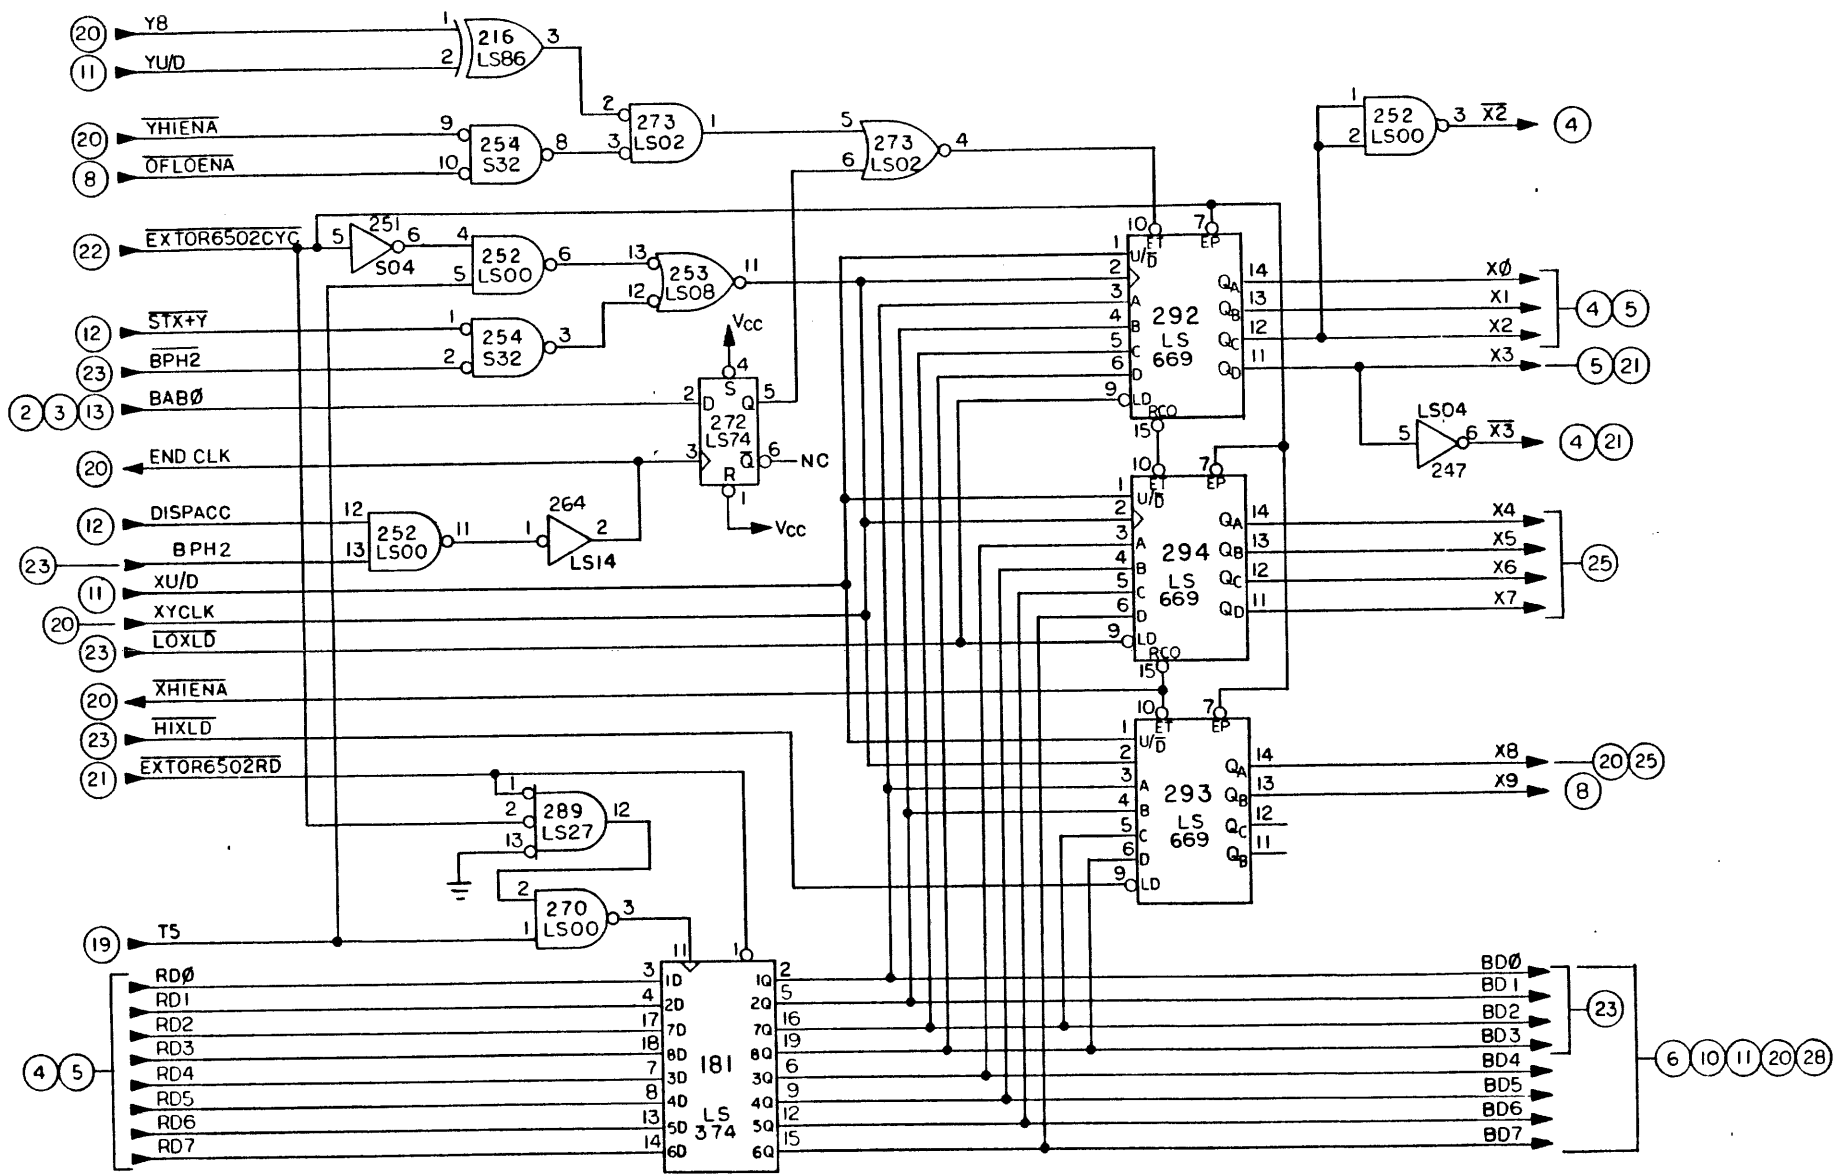 20 Y8 1 216 LS86 3
11 YU/D 2
2 273 LS02 1 5 273 LS02 4
20 YHIENA 9 254 S32 8 3 6
8 OFLOENA 10
1 252 LS00 3 X2 4
2
22 EXTOR6502CYC 5 251 S04 6 4 252 LS00 6 13 253 LS08 11
5 12
12 STX+Y 1 254 S32 3
23 BPH2 2
2 3 13 BABØ 2 D S 4 Vcc Q 5
272 LS74
20 END CLK 3 Q 6 NC
R 1 Vcc
12 DISPACC 12 252 LS00 11 1 264 LS14 2
23 BPH2 13
11 XU/D
20 XYCLK
23 LOXLD
20 XHIENA
23 HIXLD
21 EXTOR6502RD
1 289 LS27 12
2
13
2 270 LS00 3
1
19 T5
10 ET 7 EP
1 U/D
2
3 A
4 B
5 C
6 D
9 LD
RCO
15
292
LS
669
QA 14 XØ
QB 13 X1
QC 12 X2
4 5
QD 11 X3 5 21
LS04
5 6 X3 4 21
247
10 ET 7 EP
1 U/D
2
3 A
4 B
5 C
6 D
9 LD
RCO
15
294
LS
669
QA 14 X4
QB 13 X5
QC 12 X6
QD 11 X7
25
10 ET 7 EP
1 U/D
2
3 A
4 B
5 C
6 D
9 LD
293
LS
669
QA 14 X8 20 25
QB 13 X9 8
QC 12
QB 11
11 1
181
LS
374
4 5
RDØ 3 1D 1Q 2 BDØ
RD1 4 2D 2Q 5 BD1
RD2 17 7D 7Q 16 BD2
RD3 18 8D 8Q 19 BD3
RD4 7 3D 3Q 6 BD4
RD5 8 4D 4Q 9 BD5
RD6 13 5D 5Q 12 BD6
RD7 14 6D 6Q 15 BD7
23
6 10 11 20 28